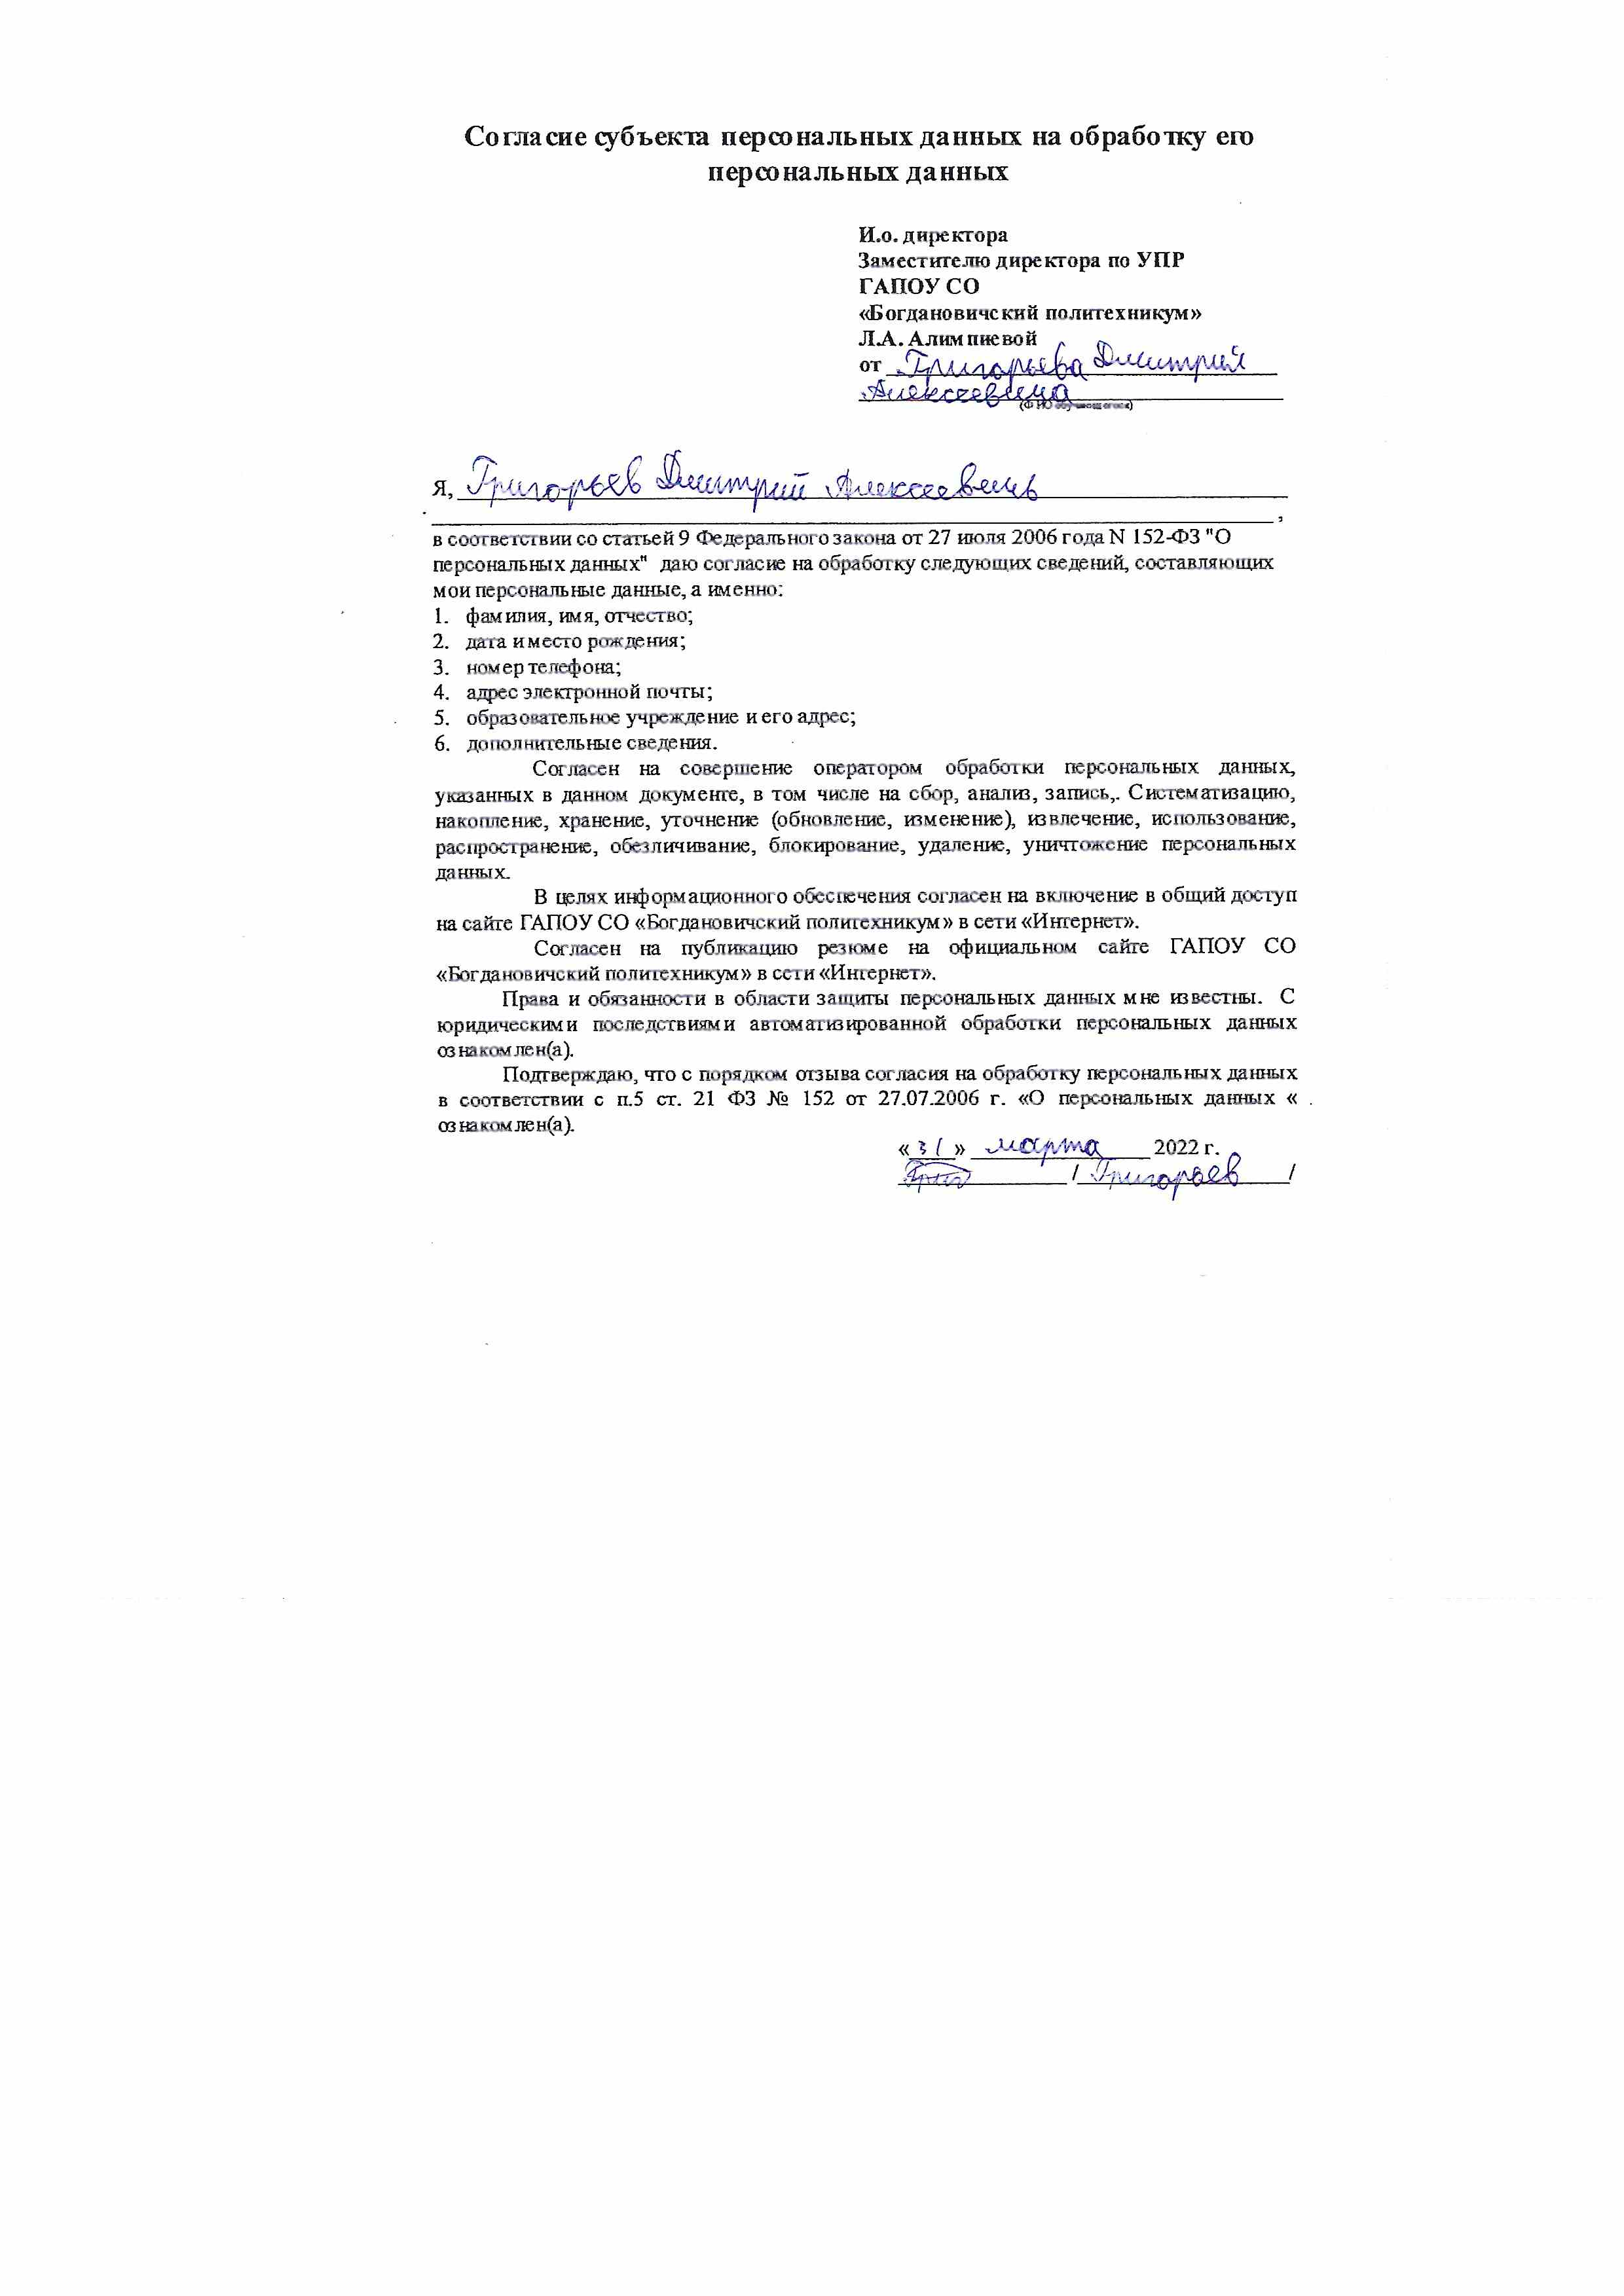 Согласие субъекта персональных данных на обработку его
персональных данных
И.о. директора
Заместителю директора по УПР
ГАПОУ СО
«Богдановичский политехникум»
Л.А. Алимпиевой
от Григорьева Дмитрий
Алексеевича
(ФИО обучающегося)
Я, Григорьев Дмитрий Алексеевич
,
в соответствии со статьей 9 Федерального закона от 27 июля 2006 года N 152-ФЗ "О
персональных данных" даю согласие на обработку следующих сведений, составляющих
мои персональные данные, а именно:
1. фамилия, имя, отчество;
2. дата и место рождения;
3. номер телефона;
4. адрес электронной почты;
5. образовательное учреждение и его адрес;
6. дополнительные сведения.
Согласен на совершение оператором обработки персональных данных,
указанных в данном документе, в том числе на сбор, анализ, запись,. Систематизацию,
накопление, хранение, уточнение (обновление, изменение), извлечение, использование,
распространение, обезличивание, блокирование, удаление, уничтожение персональных
данных.
В целях информационного обеспечения согласен на включение в общий доступ
на сайте ГАПОУ СО «Богдановичский политехникум» в сети «Интернет».
Согласен на публикацию резюме на официальном сайте ГАПОУ СО
«Богдановичский политехникум» в сети «Интернет».
Права и обязанности в области защиты персональных данных мне известны. С
юридическими последствиями автоматизированной обработки персональных данных
ознакомлен(а).
Подтверждаю, что с порядком отзыва согласия на обработку персональных данных
в соответствии с п.5 ст. 21 ФЗ № 152 от 27.07.2006 г. «О персональных данных «
ознакомлен(а).
«31» марта 2022 г.
/ Григорьев /